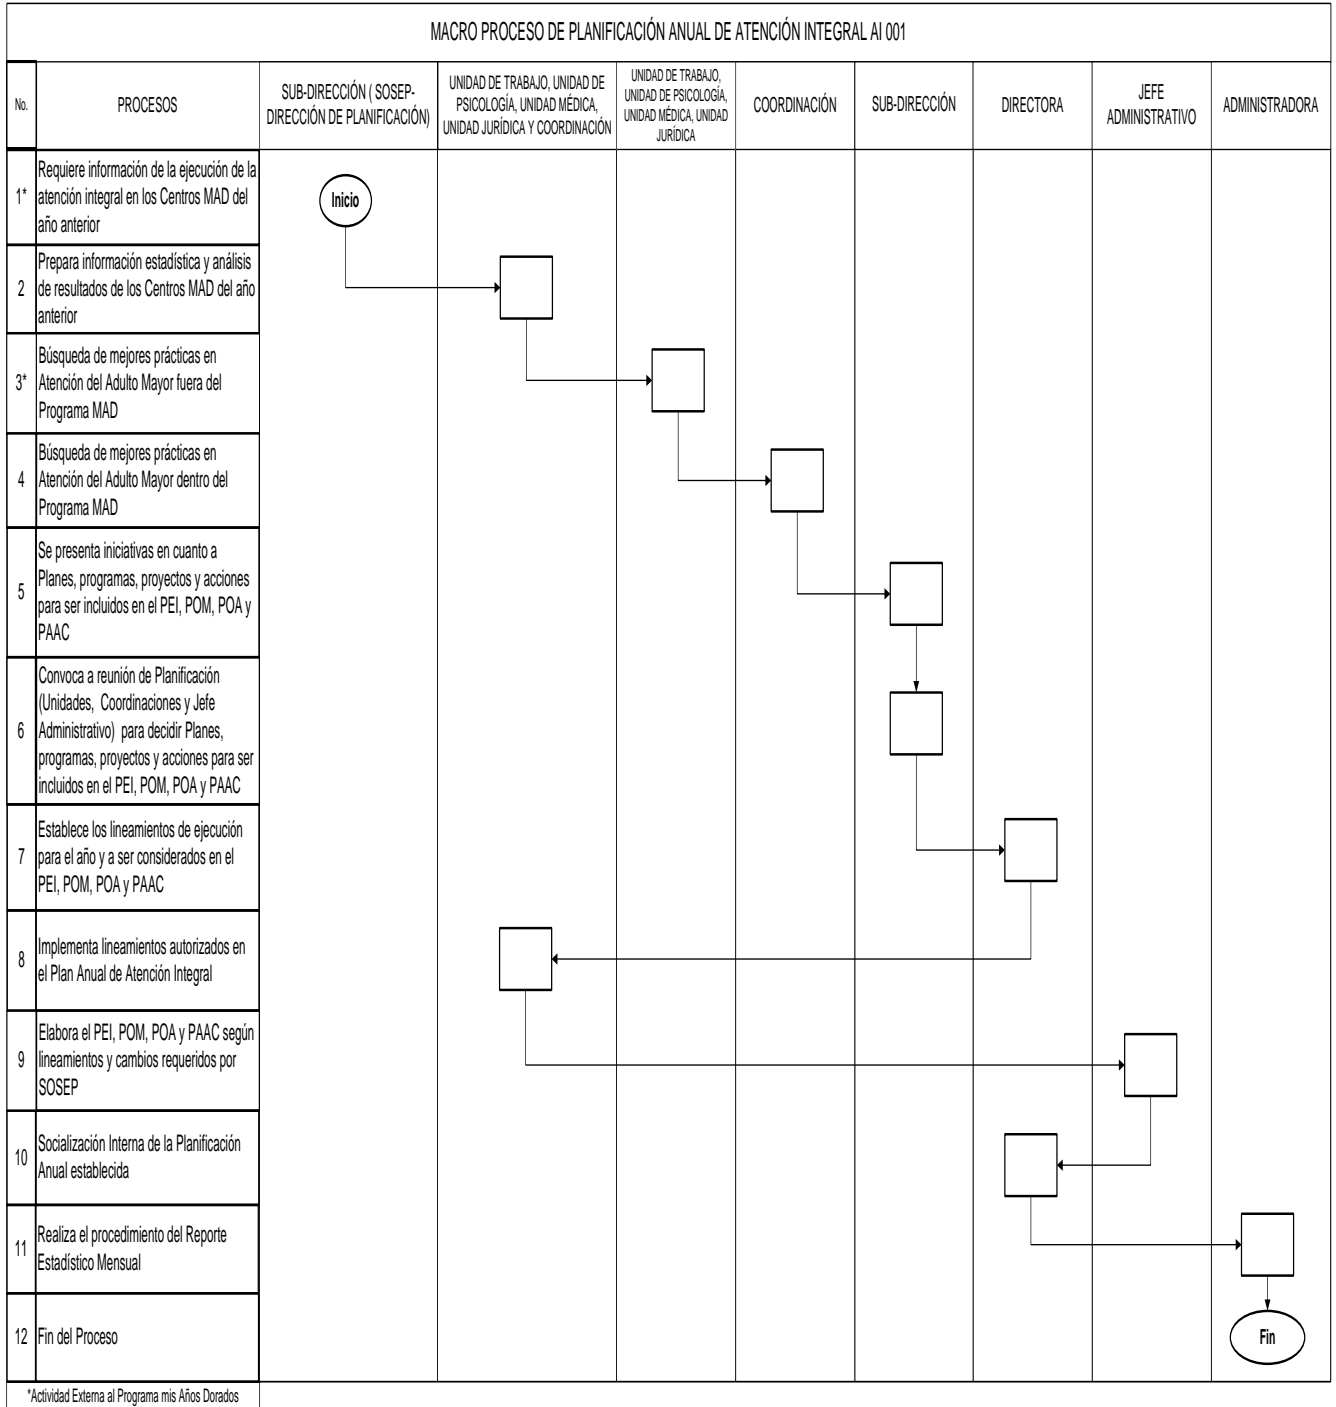 MACRO PROCESO DE PLANIFICACIÓN ANUAL DE ATENCIÓN INTEGRAL AI 001
No.
PROCESOS
SUB-DIRECCIÓN ( SOSEP-
DIRECCIÓN DE PLANIFICACIÓN)
UNIDAD DE TRABAJO, UNIDAD DE
PSICOLOGÍA, UNIDAD MÉDICA,
UNIDAD JURÍDICA Y COORDINACIÓN
UNIDAD DE TRABAJO,
UNIDAD DE PSICOLOGÍA,
UNIDAD MÉDICA, UNIDAD
JURÍDICA
COORDINACIÓN
SUB-DIRECCIÓN
DIRECTORA
JEFE
ADMINISTRATIVO
ADMINISTRADORA
1*
Requiere información de la ejecución de la
atención integral en los Centros MAD del
año anterior
Inicio
2
Prepara información estadística y análisis
de resultados de los Centros MAD del año
anterior
3*
Búsqueda de mejores prácticas en
Atención del Adulto Mayor fuera del
Programa MAD
4
Búsqueda de mejores prácticas en
Atención del Adulto Mayor dentro del
Programa MAD
5
Se presenta iniciativas en cuanto a
Planes, programas, proyectos y acciones
para ser incluidos en el PEI, POM, POA y
PAAC
6
Convoca a reunión de Planificación
(Unidades, Coordinaciones y Jefe
Administrativo) para decidir Planes,
programas, proyectos y acciones para ser
incluidos en el PEI, POM, POA y PAAC
7
Establece los lineamientos de ejecución
para el año y a ser considerados en el
PEI, POM, POA y PAAC
8
Implementa lineamientos autorizados en
el Plan Anual de Atención Integral
9
Elabora el PEI, POM, POA y PAAC según
lineamientos y cambios requeridos por
SOSEP
10
Socialización Interna de la Planificación
Anual establecida
11
Realiza el procedimiento del Reporte
Estadístico Mensual
12
Fin del Proceso
Fin
*Actividad Externa al Programa mis Años Dorados